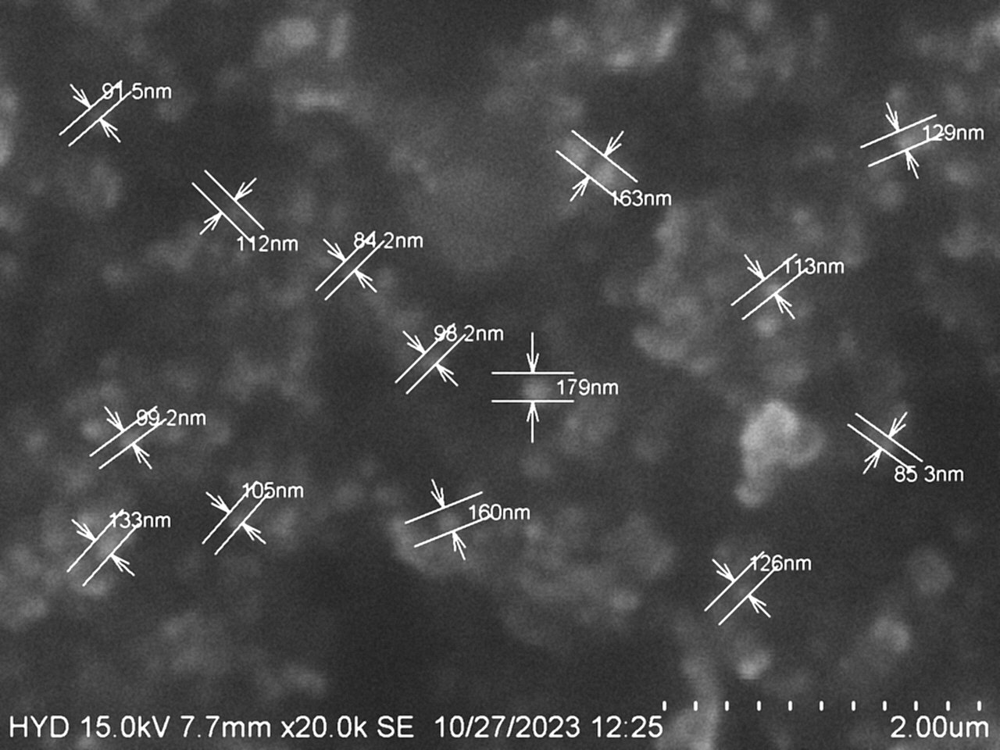 91.5nm
129nm
163nm
112nm
84.2nm
113nm
98.2nm
179nm
99.2nm
85.3nm
105nm
160nm
133nm
126nm
HYD 15.0kV 7.7mm x20.0k SE 10/27/2023 12:25
2.00um